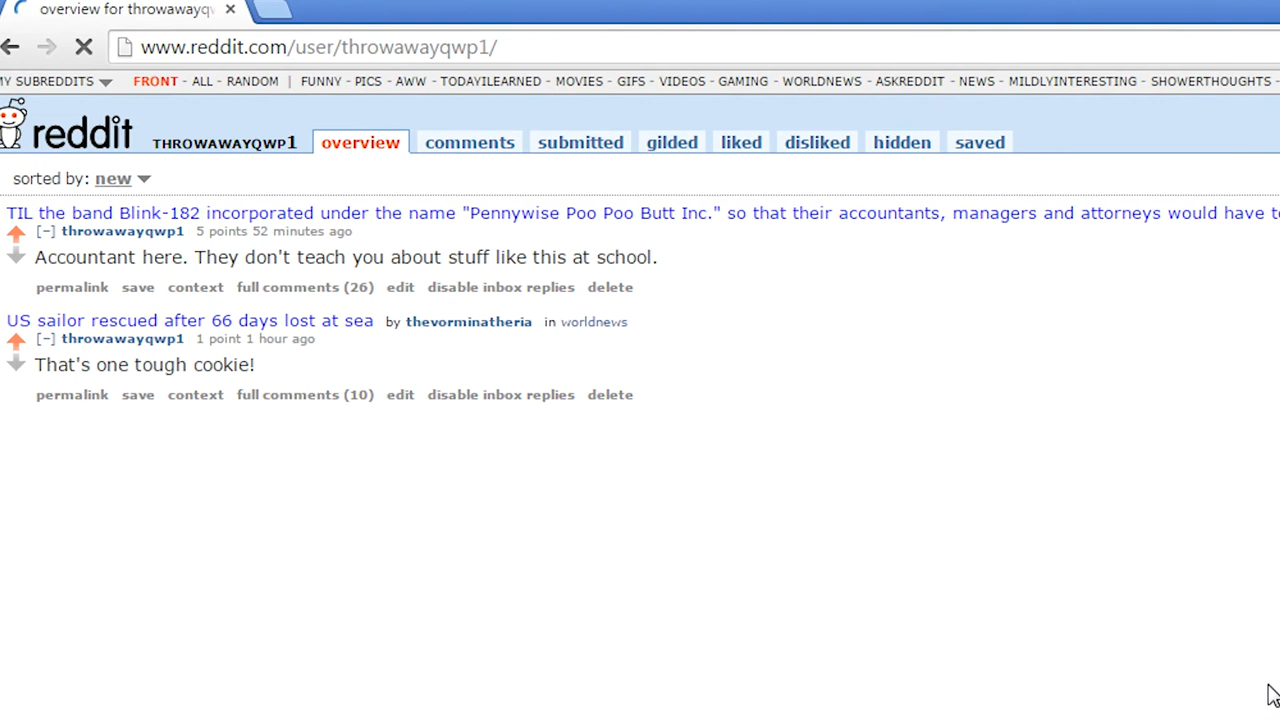 overview for throwawayqw
www.reddit.com/user/throwawayqwp1/
MY SUBREDDITS FRONT - ALL - RANDOM | FUNNY - PICS - AWW - TODAYILEARNED - MOVIES - GIFS - VIDEOS - GAMING - WORLDNEWS - ASKREDDIT - NEWS - MILDLYINTERESTING - SHOWERTHOUGHTS -
reddit THROWAWAYQWP1 overview comments submitted gilded liked disliked hidden saved
sorted by: new
TIL the band Blink-182 incorporated under the name "Pennywise Poo Poo Butt Inc." so that their accountants, managers and attorneys would have to
[−] throwawayqwp1 5 points 52 minutes ago
Accountant here. They don't teach you about stuff like this at school.
permalink save context full comments (26) edit disable inbox replies delete
US sailor rescued after 66 days lost at sea by thevorminatheria in worldnews
[−] throwawayqwp1 1 point 1 hour ago
That's one tough cookie!
permalink save context full comments (10) edit disable inbox replies delete